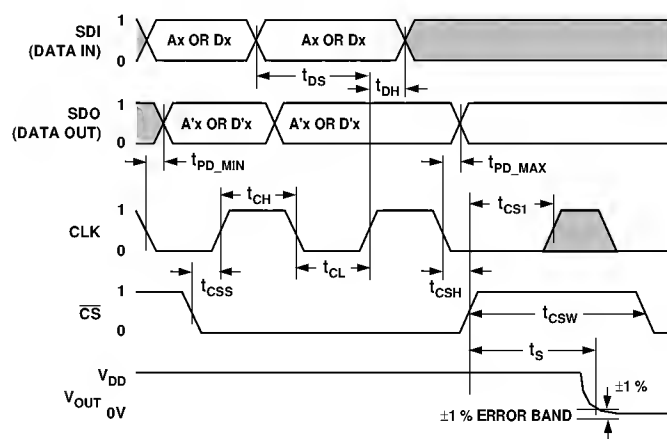 SDI
(DATA IN)
1
0
Ax OR Dx
Ax OR Dx
tDS
tDH
SDO
(DATA OUT)
1
0
A'x OR D'x
A'x OR D'x
tPD_MIN
tPD_MAX
tCH
tCS1
CLK
1
0
tCSS
tCL
tCSH
CS
1
0
tCSW
tS
VDD
VOUT
0V
±1 %
±1 % ERROR BAND